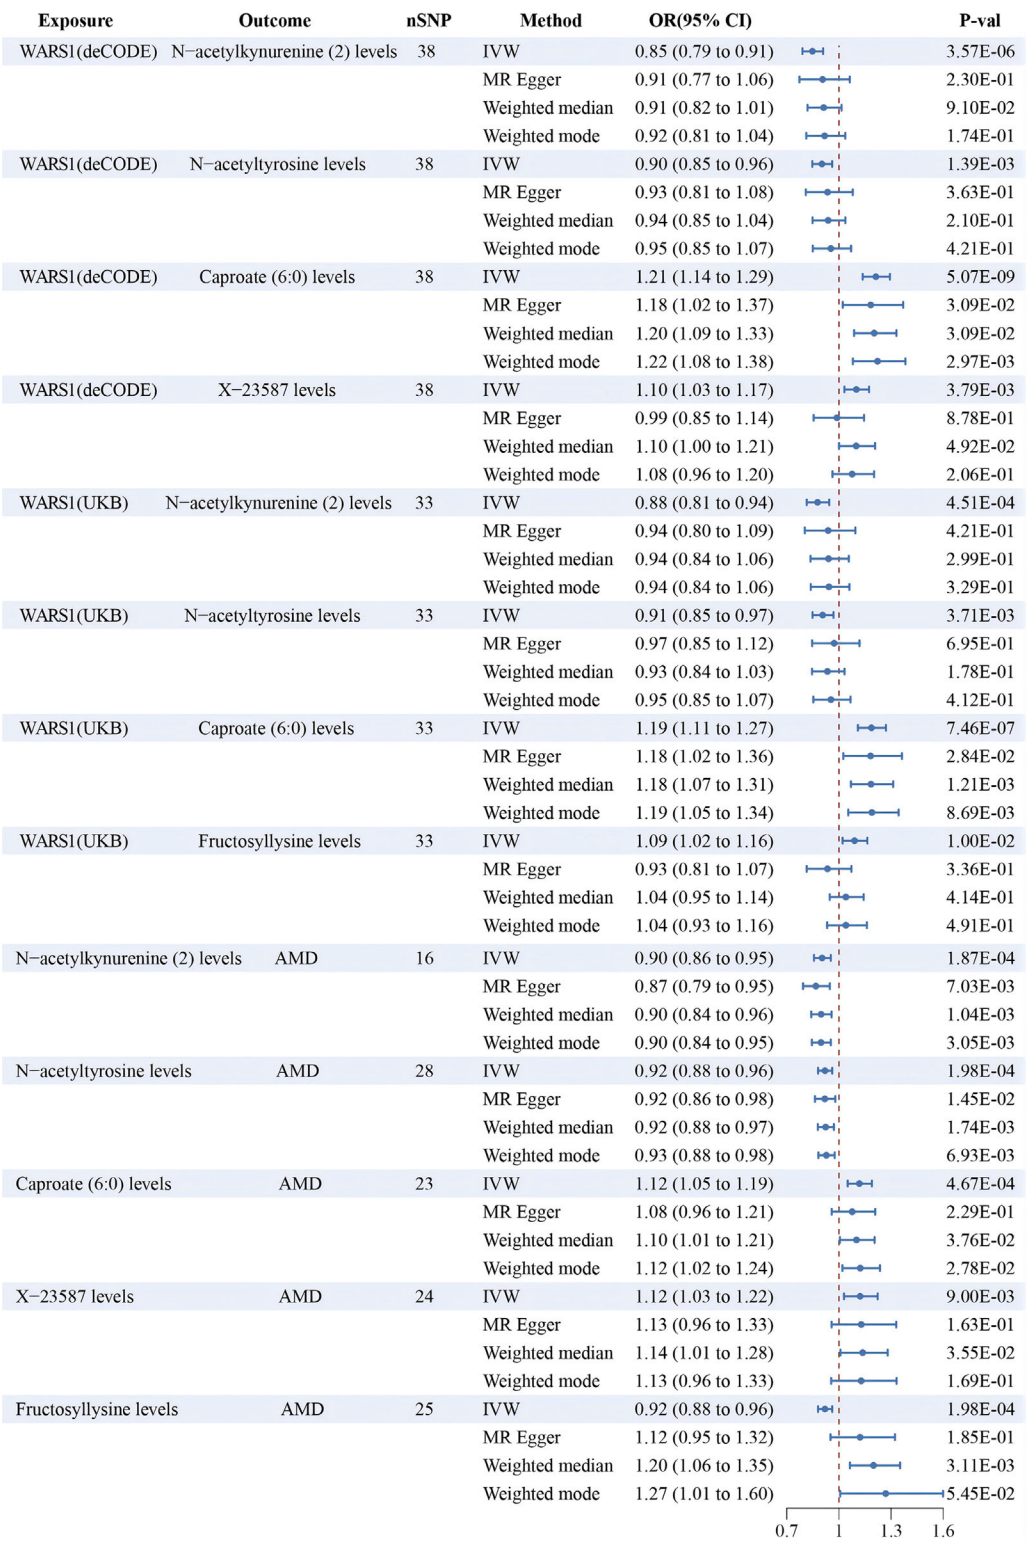 Exposure Outcome nSNP Method OR(95% CI) P-val
WARS1(deCODE) N−acetylkynurenine (2) levels 38 IVW 0.85 (0.79 to 0.91) 3.57E-06
MR Egger 0.91 (0.77 to 1.06) 2.30E-01
Weighted median 0.91 (0.82 to 1.01) 9.10E-02
Weighted mode 0.92 (0.81 to 1.04) 1.74E-01
WARS1(deCODE) N−acetyltyrosine levels 38 IVW 0.90 (0.85 to 0.96) 1.39E-03
MR Egger 0.93 (0.81 to 1.08) 3.63E-01
Weighted median 0.94 (0.85 to 1.04) 2.10E-01
Weighted mode 0.95 (0.85 to 1.07) 4.21E-01
WARS1(deCODE) Caproate (6:0) levels 38 IVW 1.21 (1.14 to 1.29) 5.07E-09
MR Egger 1.18 (1.02 to 1.37) 3.09E-02
Weighted median 1.20 (1.09 to 1.33) 3.09E-02
Weighted mode 1.22 (1.08 to 1.38) 2.97E-03
WARS1(deCODE) X−23587 levels 38 IVW 1.10 (1.03 to 1.17) 3.79E-03
MR Egger 0.99 (0.85 to 1.14) 8.78E-01
Weighted median 1.10 (1.00 to 1.21) 4.92E-02
Weighted mode 1.08 (0.96 to 1.20) 2.06E-01
WARS1(UKB) N−acetylkynurenine (2) levels 33 IVW 0.88 (0.81 to 0.94) 4.51E-04
MR Egger 0.94 (0.80 to 1.09) 4.21E-01
Weighted median 0.94 (0.84 to 1.06) 2.99E-01
Weighted mode 0.94 (0.84 to 1.06) 3.29E-01
WARS1(UKB) N−acetyltyrosine levels 33 IVW 0.91 (0.85 to 0.97) 3.71E-03
MR Egger 0.97 (0.85 to 1.12) 6.95E-01
Weighted median 0.93 (0.84 to 1.03) 1.78E-01
Weighted mode 0.95 (0.85 to 1.07) 4.12E-01
WARS1(UKB) Caproate (6:0) levels 33 IVW 1.19 (1.11 to 1.27) 7.46E-07
MR Egger 1.18 (1.02 to 1.36) 2.84E-02
Weighted median 1.18 (1.07 to 1.31) 1.21E-03
Weighted mode 1.19 (1.05 to 1.34) 8.69E-03
WARS1(UKB) Fructosyllysine levels 33 IVW 1.09 (1.02 to 1.16) 1.00E-02
MR Egger 0.93 (0.81 to 1.07) 3.36E-01
Weighted median 1.04 (0.95 to 1.14) 4.14E-01
Weighted mode 1.04 (0.93 to 1.16) 4.91E-01
N−acetylkynurenine (2) levels AMD 16 IVW 0.90 (0.86 to 0.95) 1.87E-04
MR Egger 0.87 (0.79 to 0.95) 7.03E-03
Weighted median 0.90 (0.84 to 0.96) 1.04E-03
Weighted mode 0.90 (0.84 to 0.95) 3.05E-03
N−acetyltyrosine levels AMD 28 IVW 0.92 (0.88 to 0.96) 1.98E-04
MR Egger 0.92 (0.86 to 0.98) 1.45E-02
Weighted median 0.92 (0.88 to 0.97) 1.74E-03
Weighted mode 0.93 (0.88 to 0.98) 6.93E-03
Caproate (6:0) levels AMD 23 IVW 1.12 (1.05 to 1.19) 4.67E-04
MR Egger 1.08 (0.96 to 1.21) 2.29E-01
Weighted median 1.10 (1.01 to 1.21) 3.76E-02
Weighted mode 1.12 (1.02 to 1.24) 2.78E-02
X−23587 levels AMD 24 IVW 1.12 (1.03 to 1.22) 9.00E-03
MR Egger 1.13 (0.96 to 1.33) 1.63E-01
Weighted median 1.14 (1.01 to 1.28) 3.55E-02
Weighted mode 1.13 (0.96 to 1.33) 1.69E-01
Fructosyllysine levels AMD 25 IVW 0.92 (0.88 to 0.96) 1.98E-04
MR Egger 1.12 (0.95 to 1.32) 1.85E-01
Weighted median 1.20 (1.06 to 1.35) 3.11E-03
Weighted mode 1.27 (1.01 to 1.60) 5.45E-02
0.7 1 1.3 1.6